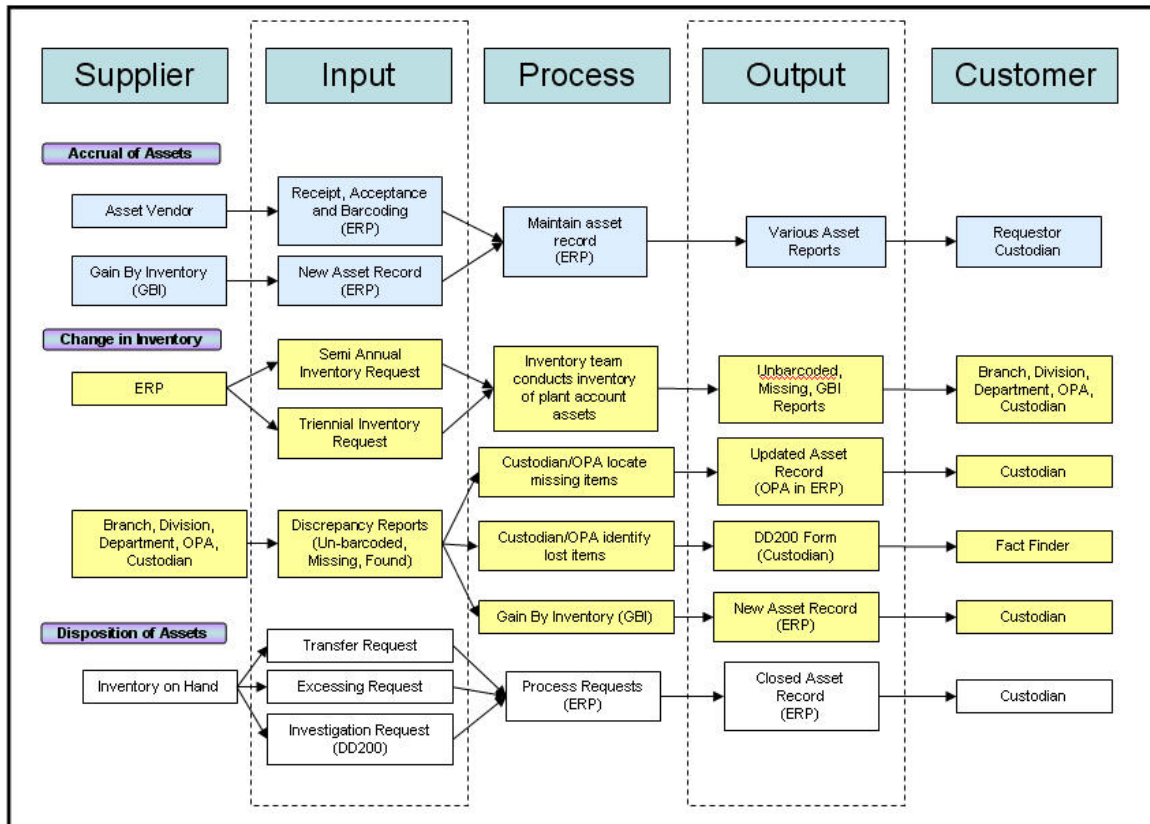 Supplier
Input
Process
Output
Customer
Accrual of Assets
Asset Vendor
Receipt, Acceptance
and Barcoding
(ERP)
Maintain asset
record
(ERP)
Various Asset
Reports
Requestor
Custodian
Gain By Inventory
(GBI)
New Asset Record
(ERP)
Change in Inventory
ERP
Semi Annual
Inventory Request
Triennial Inventory
Request
Inventory team
conducts inventory
of plant account
assets
Unbarcoded,
Missing, GBI
Reports
Branch, Division,
Department, OPA,
Custodian
Branch, Division,
Department, OPA,
Custodian
Discrepancy Reports
(Un-barcoded,
Missing, Found)
Custodian/OPA locate
missing items
Updated Asset
Record
(OPA in ERP)
Custodian
Custodian/OPA identify
lost items
DD200 Form
(Custodian)
Fact Finder
Gain By Inventory (GBI)
New Asset Record
(ERP)
Custodian
Disposition of Assets
Inventory on Hand
Transfer Request
Excessing Request
Investigation Request
(DD200)
Process Requests
(ERP)
Closed Asset
Record
(ERP)
Custodian